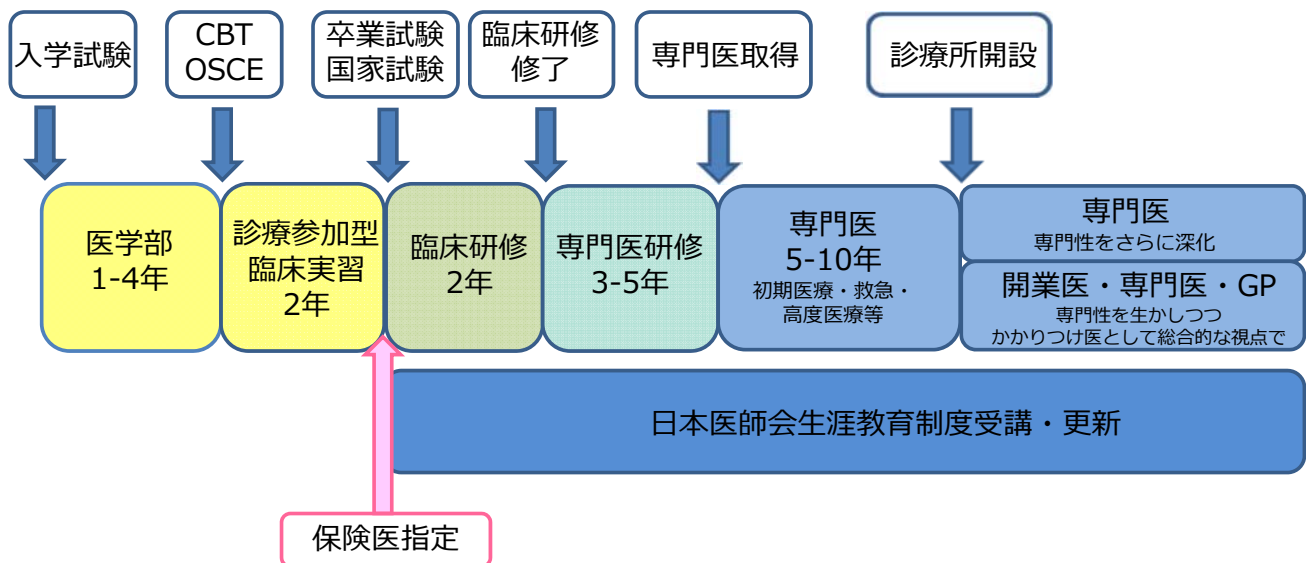 入学試験
CBT
OSCE
卒業試験
国家試験
臨床研修
修了
専門医取得
診療所開設
医学部
1-4年
診療参加型
臨床実習
2年
臨床研修
2年
専門医研修
3-5年
専門医
5-10年
初期医療・救急・
高度医療等
専門医
専門性をさらに深化
開業医・専門医・GP
専門性を生かしつつ
かかりつけ医として総合的な視点で
日本医師会生涯教育制度受講・更新
保険医指定